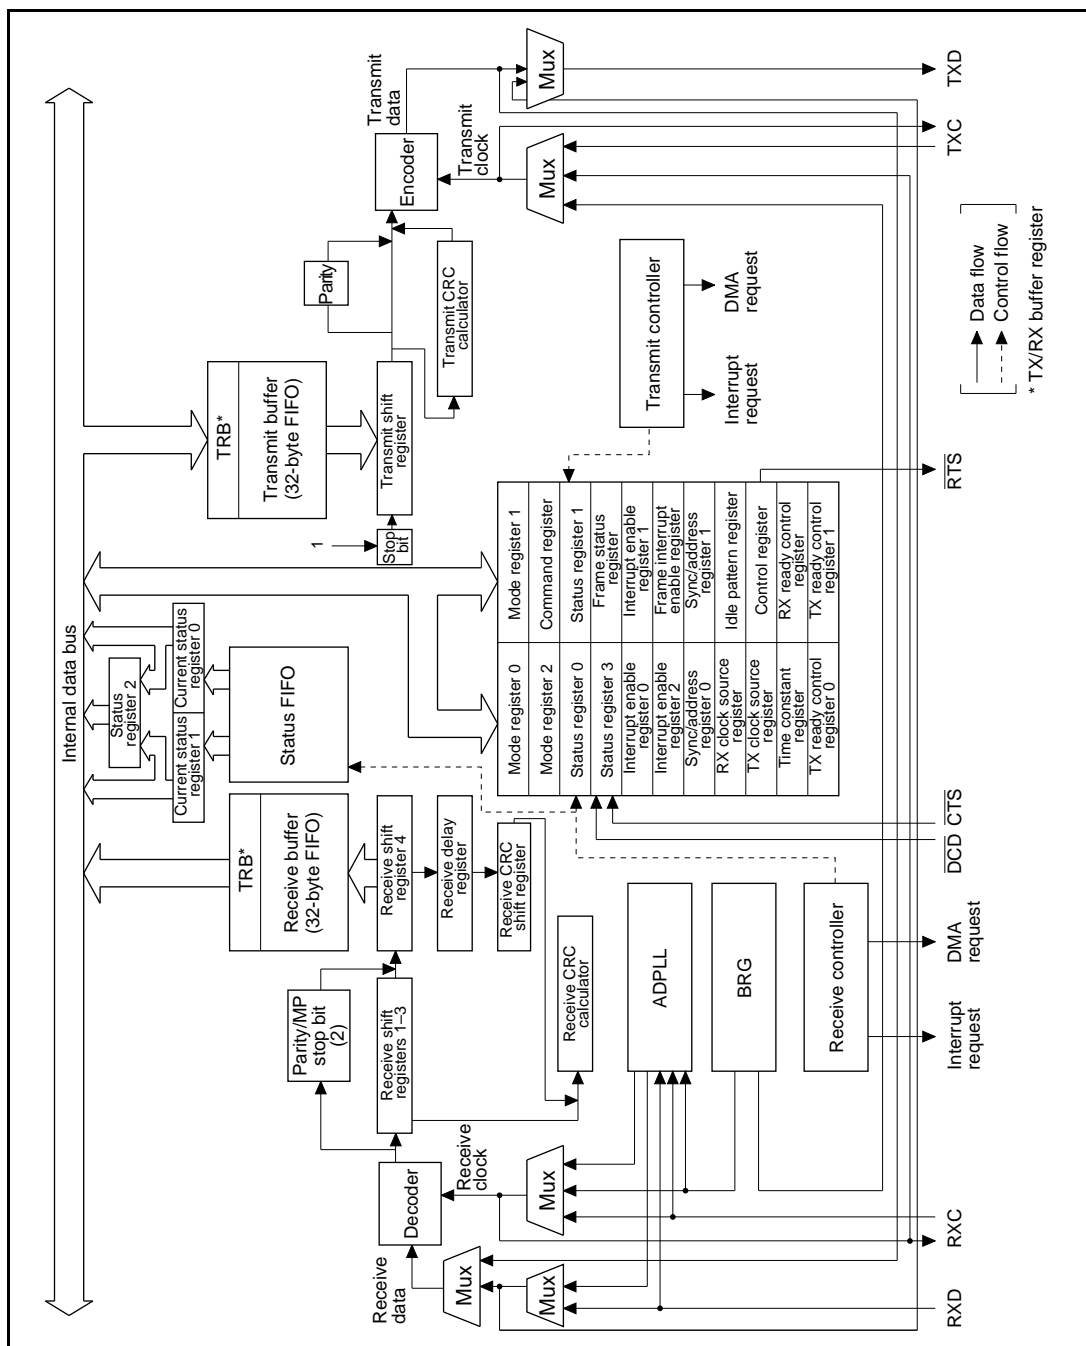 Internal data bus
TRB*
Receive buffer
(32-byte FIFO)
Current status
register 1
Current status
register 0
Status
register 2
Status FIFO
TRB*
Transmit buffer
(32-byte FIFO)
Parity/MP
stop bit
(2)
Receive shift
registers 1–3
Receive shift
register 4
Receive delay
register
Receive CRC
shift register
Receive CRC
calculator
1
Stop
bit
Transmit shift
register
Parity
Transmit CRC
calculator
Encoder
Transmit
data
Transmit
clock
Mux
Mux
Decoder
Receive
data
Receive
clock
Mux
Mux
Mux
ADPLL
BRG
Receive controller
Interrupt
request
DMA
request
Mode register 0
Mode register 1
Mode register 2
Command register
Status register 0
Status register 1
Status register 3
Frame status
register
Interrupt enable
register 0
Interrupt enable
register 1
Interrupt enable
register 2
Frame interrupt
enable register
Sync/address
register 0
Sync/address
register 1
RX clock source
register
Idle pattern register
TX clock source
register
Control register
Time constant
register
RX ready control
register
TX ready control
register 0
TX ready control
register 1
Transmit controller
Interrupt
request
DMA
request
RXD
RXC
DCD
CTS
RTS
TXC
TXD
Data flow
Control flow
* TX/RX buffer register